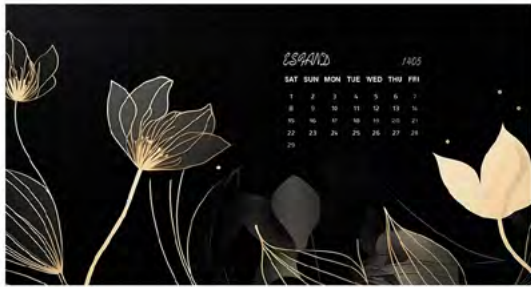 ESFAND 1405
SAT SUN MON TUE WED THU FRI
1 2 3 4 5 6 7
8 9 10 11 12 13 14
15 16 17 18 19 20 21
22 23 24 25 26 27 28
29